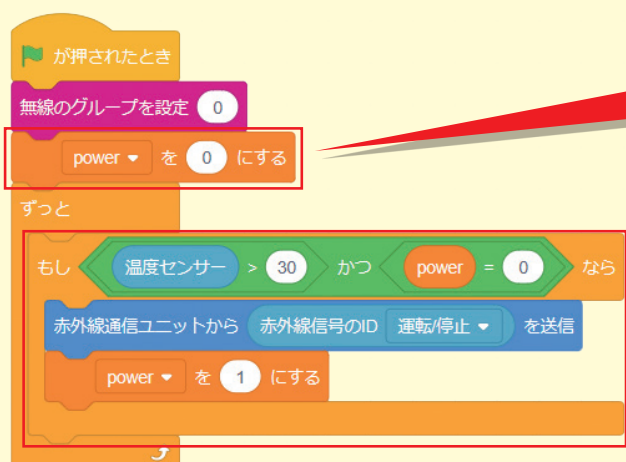 が押されたとき
無線のグループを設定 0
power を 0 にする
ずっと
もし 温度センサー > 30 かつ power = 0 なら
赤外線通信ユニットから 赤外線信号のID 運転/停止 を送信
power を 1 にする